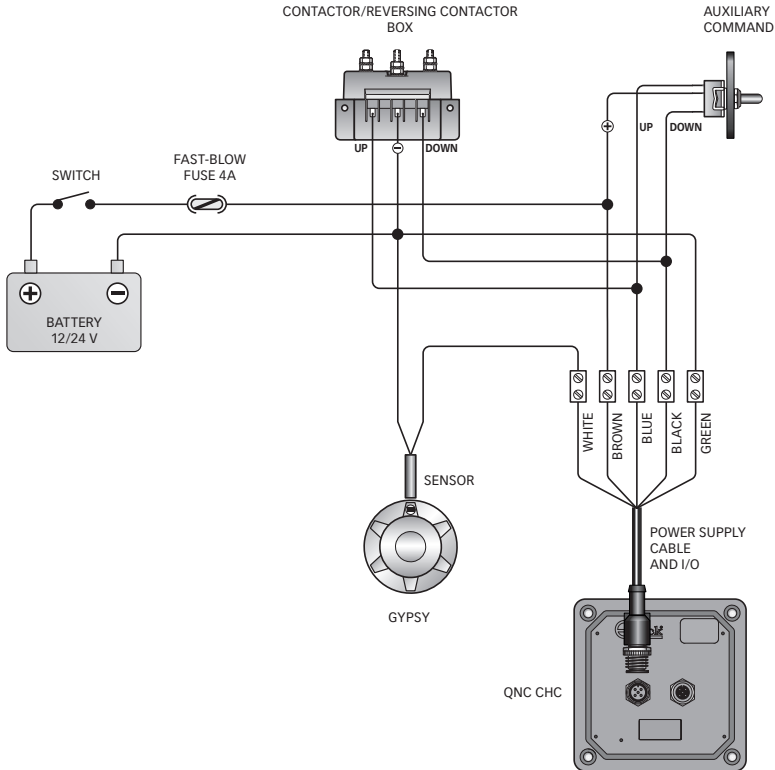 CONTACTOR/REVERSING CONTACTOR
BOX
AUXILIARY
COMMAND
UP
DOWN
UP
DOWN
SWITCH
FAST-BLOW
FUSE 4A
BATTERY
12/24 V
WHITE
BROWN
BLUE
BLACK
GREEN
SENSOR
GYPSY
POWER SUPPLY
CABLE
AND I/O
QNC CHC